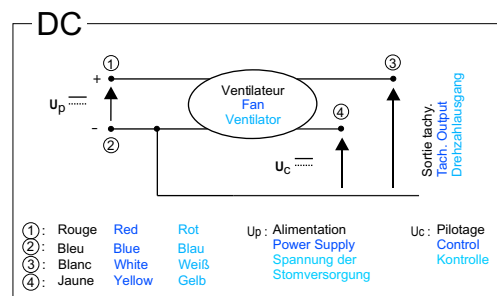 DC
①
③
+
Up
Ventilateur
Fan
Ventilator
④
-
②
Uc
Sortie tachy.
Tach. Output
Drehzahlausgang
①: Rouge Red Rot
②: Bleu Blue Blau
③: Blanc White Weiß
④: Jaune Yellow Gelb
Up: Alimentation
Power Supply
Spannung der
Stomversorgung
Uc: Pilotage
Control
Kontrolle